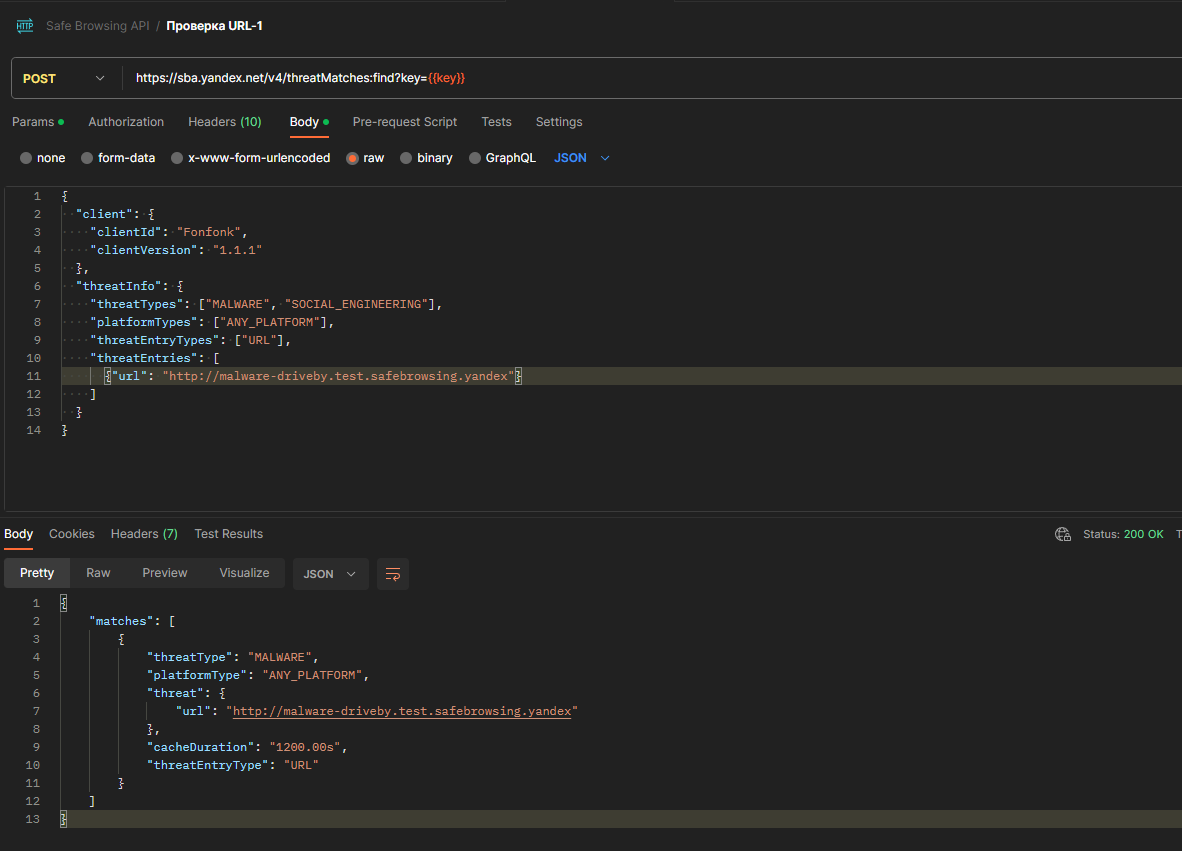 HTTP Safe Browsing API / Проверка URL-1
POST https://sba.yandex.net/v4/threatMatches:find?key={{key}}
Params Authorization Headers (10) Body Pre-request Script Tests Settings
none form-data x-www-form-urlencoded raw binary GraphQL JSON
1 {
2 "client": {
3 "clientId": "Fonfonk",
4 "clientVersion": "1.1.1"
5 },
6 "threatInfo": {
7 "threatTypes": ["MALWARE", "SOCIAL_ENGINEERING"],
8 "platformTypes": ["ANY_PLATFORM"],
9 "threatEntryTypes": ["URL"],
10 "threatEntries": [
11 {"url": "http://malware-driveby.test.safebrowsing.yandex"}
12 ]
13 }
14 }
Body Cookies Headers (7) Test Results Status: 200 OK T
Pretty Raw Preview Visualize JSON
1 {
2 "matches": [
3 {
4 "threatType": "MALWARE",
5 "platformType": "ANY_PLATFORM",
6 "threat": {
7 "url": "http://malware-driveby.test.safebrowsing.yandex"
8 },
9 "cacheDuration": "1200.00s",
10 "threatEntryType": "URL"
11 }
12 ]
13 }